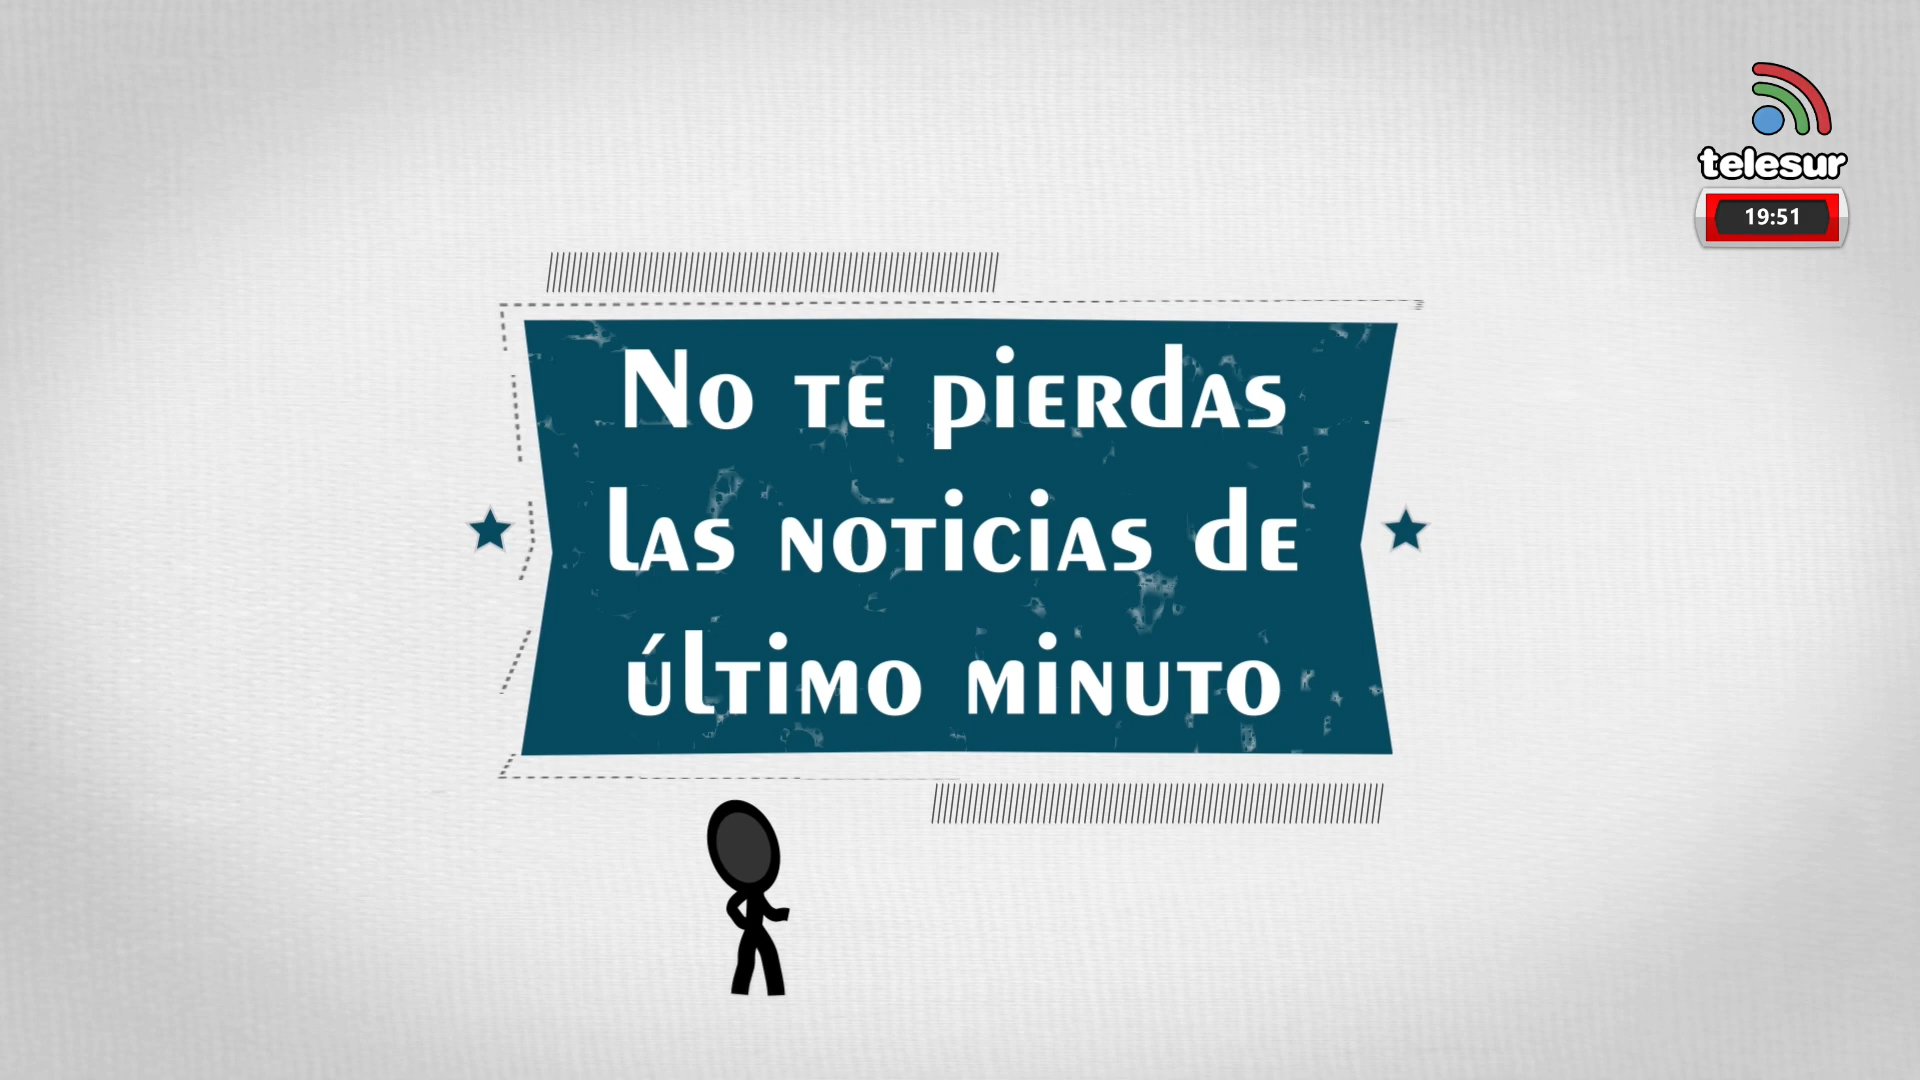 telesur
19:51
No te pierdas
las noticias de
último minuto